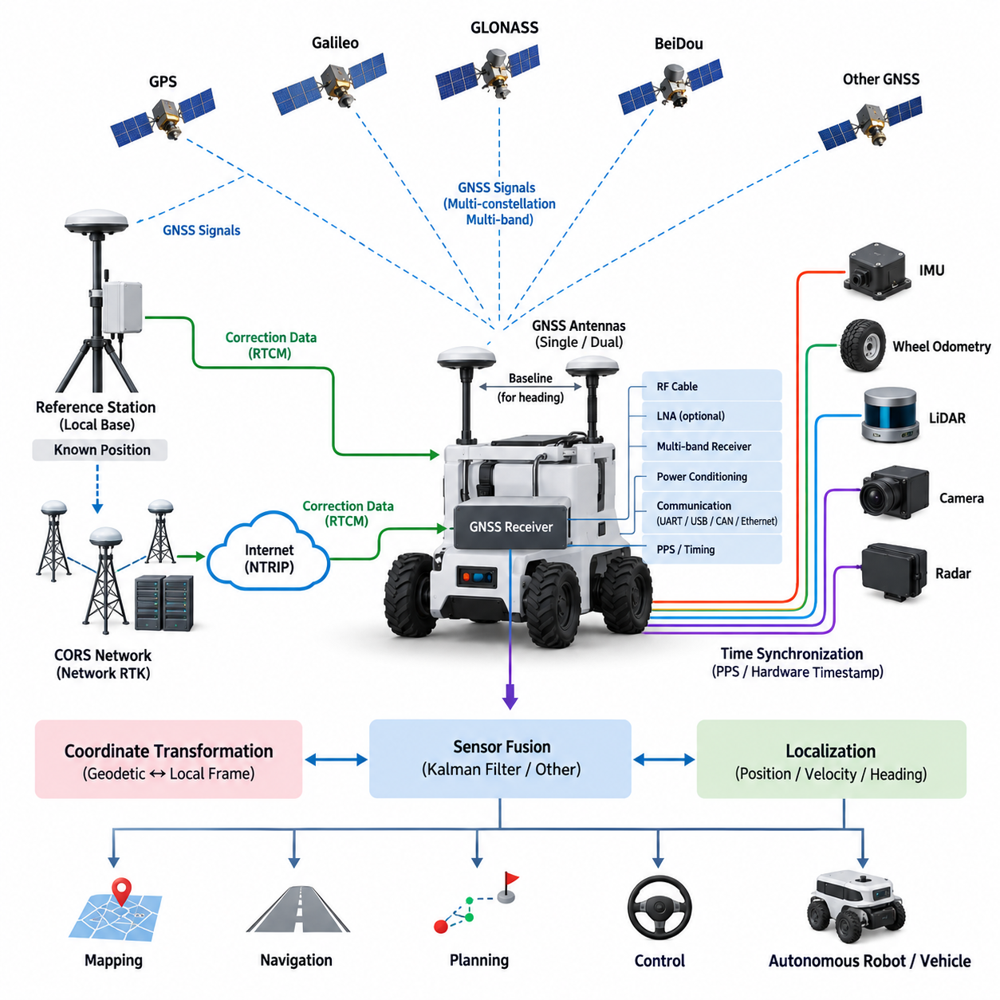 GLONASS
Galileo
BeiDou
GPS
Other GNSS
GNSS Signals
(Multi-constellation
Multi-band)
GNSS Signals
IMU
GNSS Antennas
(Single / Dual)
Correction Data
(RTCM)
Wheel Odometry
Baseline
(for heading)
RF Cable
LNA (optional)
Multi-band Receiver
Power Conditioning
Communication
(UART / USB / CAN / Ethernet)
PPS / Timing
LiDAR
Reference Station
(Local Base)
Known Position
Camera
Correction Data
(RTCM)
GNSS Receiver
Internet
(NTRIP)
Radar
CORS Network
(Network RTK)
Time Synchronization
(PPS / Hardware Timestamp)
Coordinate Transformation
(Geodetic ↔ Local Frame)
Sensor Fusion
(Kalman Filter / Other)
Localization
(Position / Velocity / Heading)
Mapping
Navigation
Planning
Control
Autonomous Robot / Vehicle